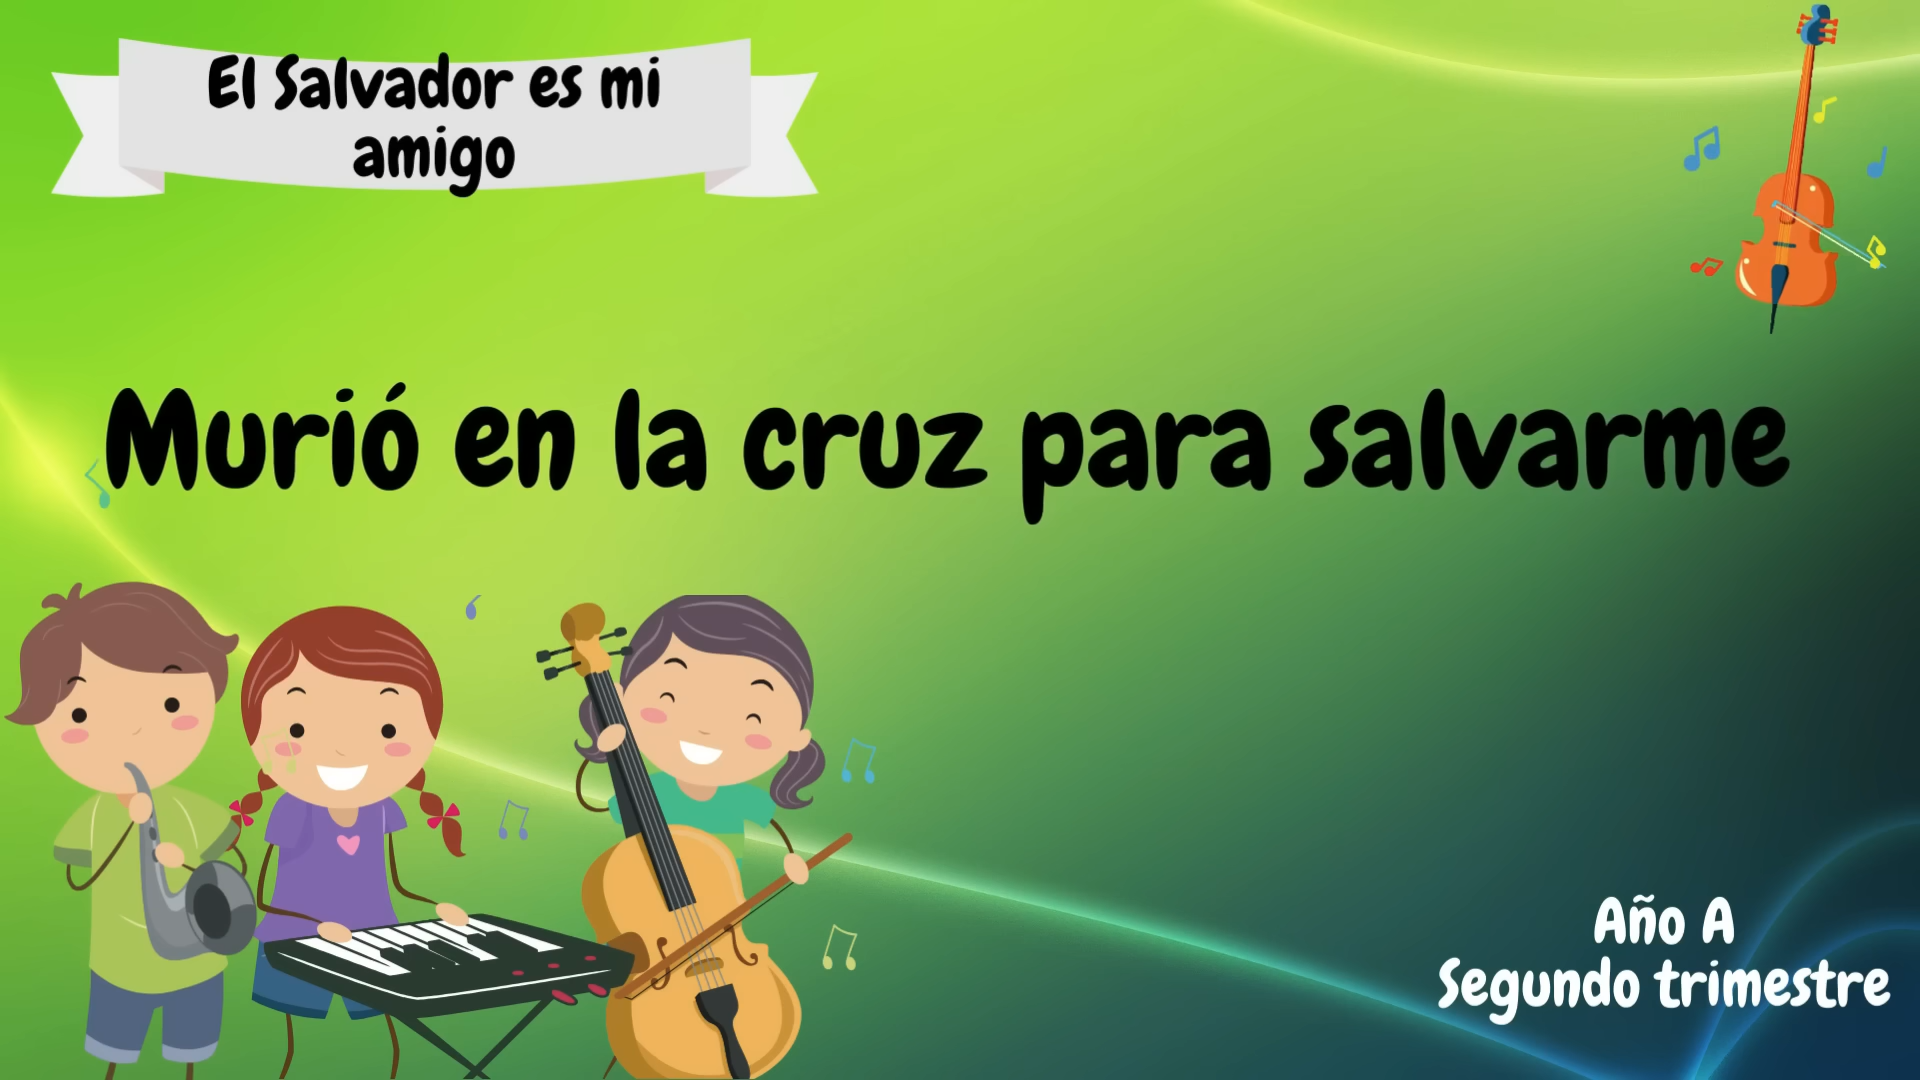 El Salvador es mi
amigo
Murió en la cruz para salvarme
Año A
Segundo trimestre